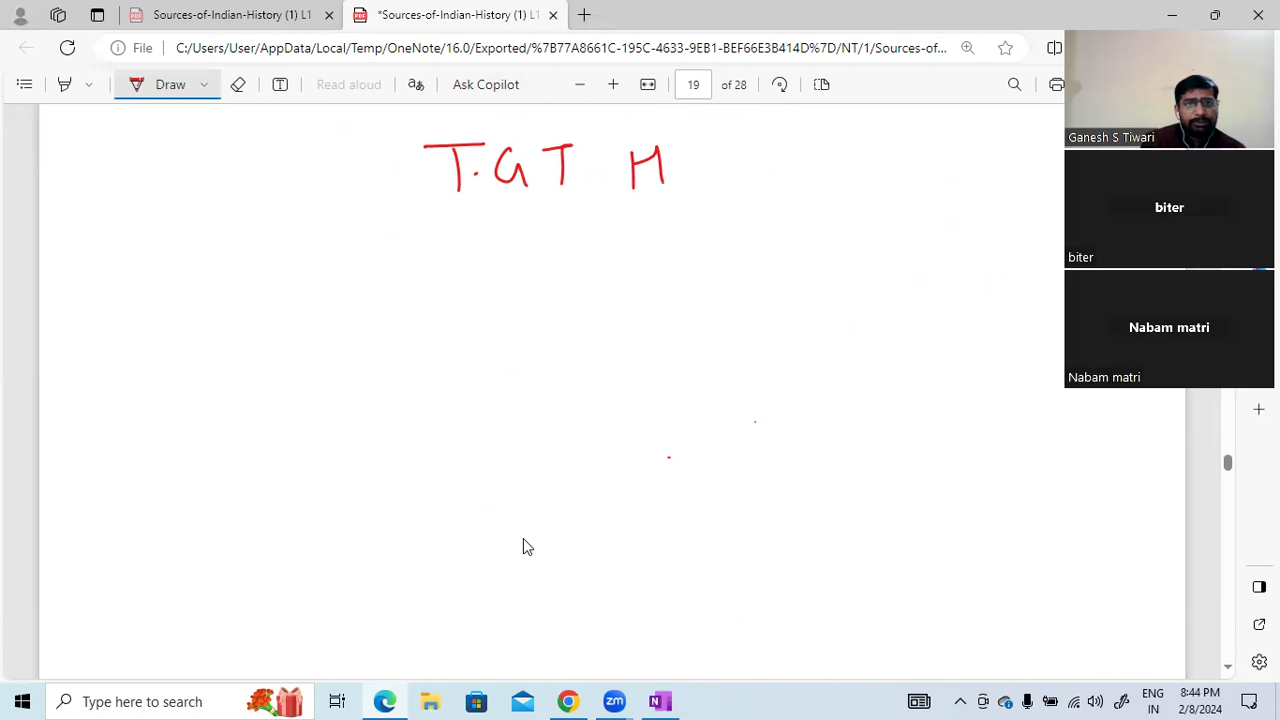 Sources-of-Indian-History (1) L1
*Sources-of-Indian-History (1) L1
File
C:/Users/User/AppData/Local/Temp/OneNote/16.0/Exported/%7B77A8661C-195C-4633-9EB1-BEF66E3B414D%7D/NT/1/Sources-of...
Draw
Read aloud
Ask Copilot
19 of 28
T.GT H
Ganesh S Tiwari
biter
biter
Nabam matri
Nabam matri
Type here to search
ENG
IN
8:44 PM
2/8/2024